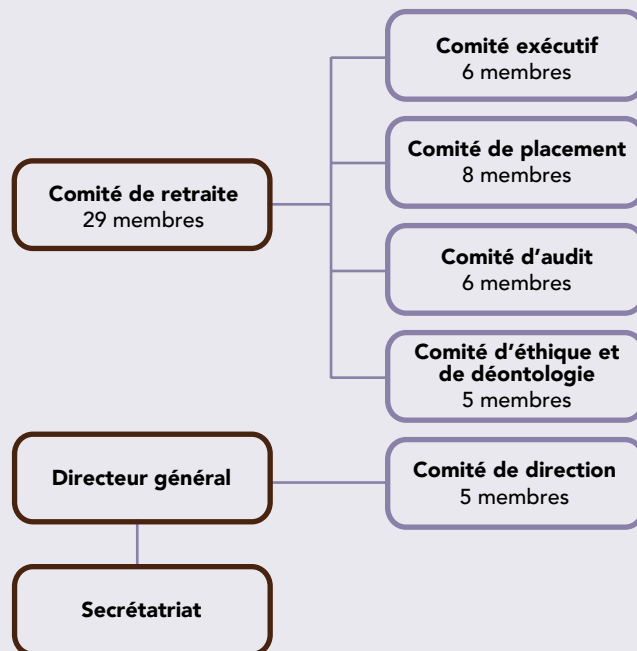 Comité exécutif
6 membres
Comité de placement
8 membres
Comité de retraite
29 membres
Comité d’audit
6 membres
Comité d’éthique et
de déontologie
5 membres
Directeur général
Comité de direction
5 membres
Secrétatriat